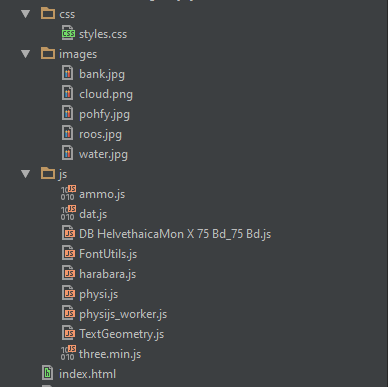 css
styles.css
images
bank.jpg
cloud.png
pohfy.jpg
roos.jpg
water.jpg
js
ammo.js
dat.js
DB HelvethaicaMon X 75 Bd_75 Bd.js
FontUtils.js
harabara.js
physi.js
physijs_worker.js
TextGeometry.js
three.min.js
index.html